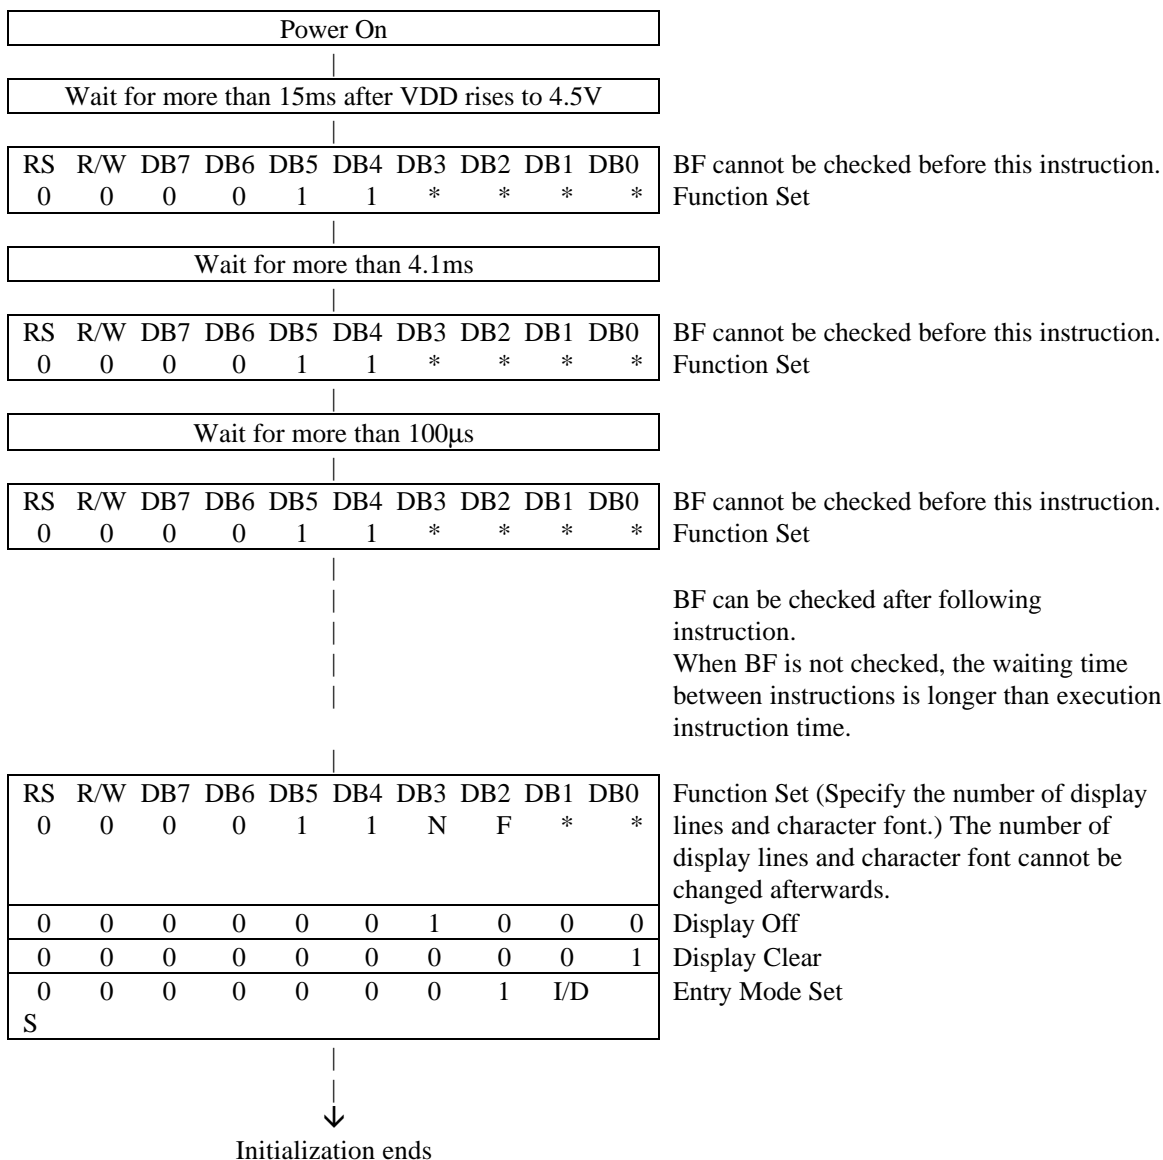 Power On
Wait for more than 15ms after VDD rises to 4.5V
RS R/W DB7 DB6 DB5 DB4 DB3 DB2 DB1 DB0 BF cannot be checked before this instruction.
0 0 0 0 1 1 * * * * Function Set
Wait for more than 4.1ms
RS R/W DB7 DB6 DB5 DB4 DB3 DB2 DB1 DB0 BF cannot be checked before this instruction.
0 0 0 0 1 1 * * * * Function Set
Wait for more than 100µs
RS R/W DB7 DB6 DB5 DB4 DB3 DB2 DB1 DB0 BF cannot be checked before this instruction.
0 0 0 0 1 1 * * * * Function Set
BF can be checked after following
instruction.
When BF is not checked, the waiting time
between instructions is longer than execution
instruction time.
RS R/W DB7 DB6 DB5 DB4 DB3 DB2 DB1 DB0 Function Set (Specify the number of display
0 0 0 0 1 1 N F * * lines and character font.) The number of
display lines and character font cannot be
changed afterwards.
0 0 0 0 0 0 1 0 0 0 Display Off
0 0 0 0 0 0 0 0 0 1 Display Clear
0 0 0 0 0 0 0 1 I/D Entry Mode Set
S
Initialization ends